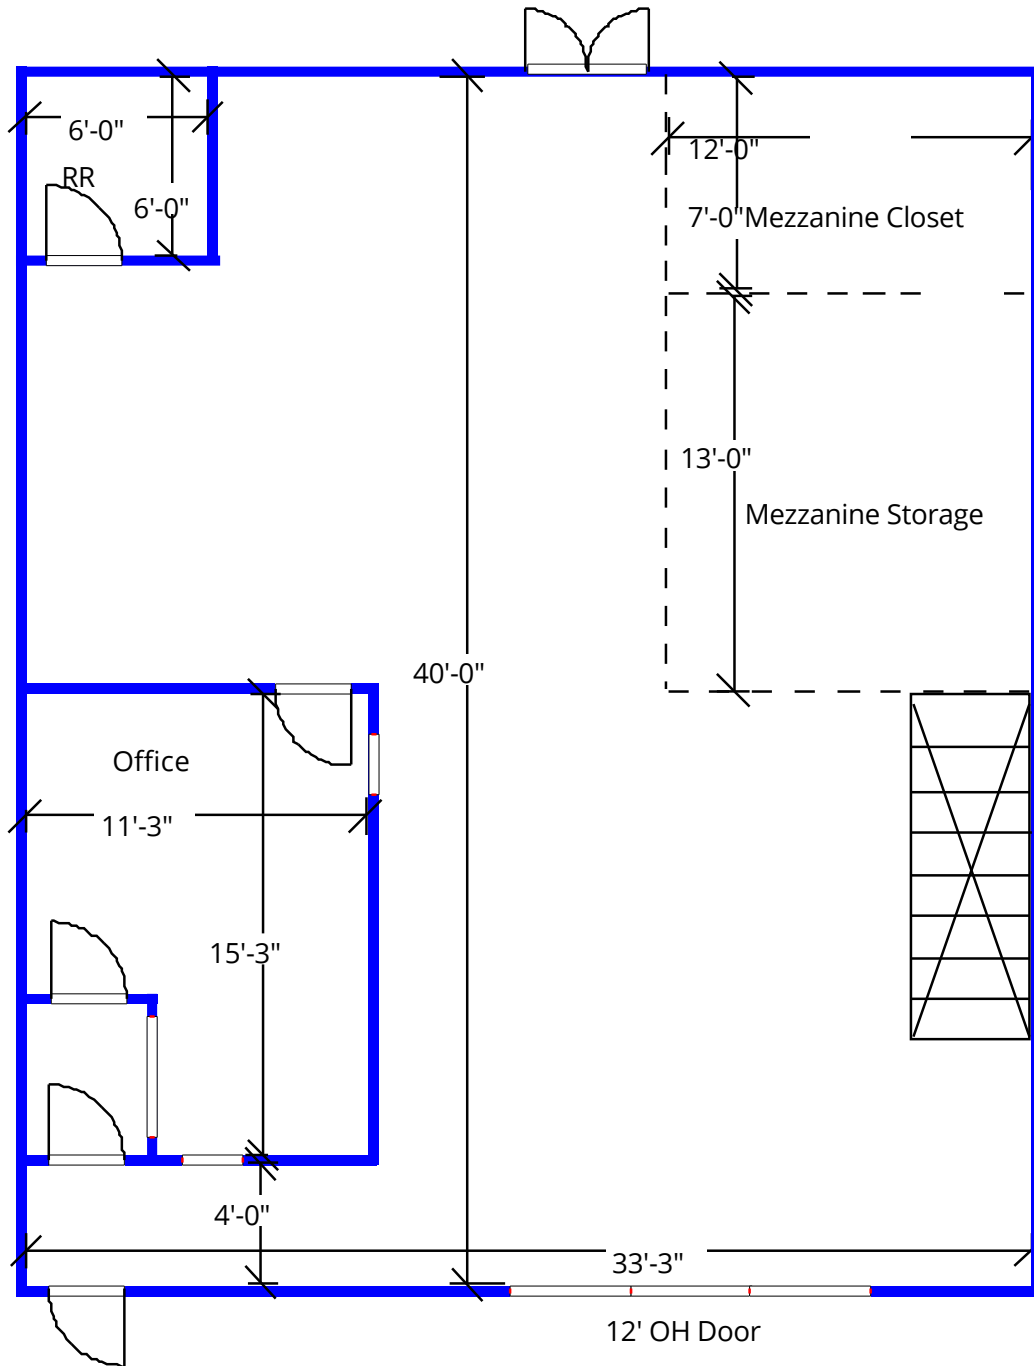 6'-0"
12'-0"
RR
6'-0"
7'-0"Mezzanine Closet
13'-0"
Mezzanine Storage
40'-0"
Office
11'-3"
15'-3"
4'-0"
33'-3"
12' OH Door